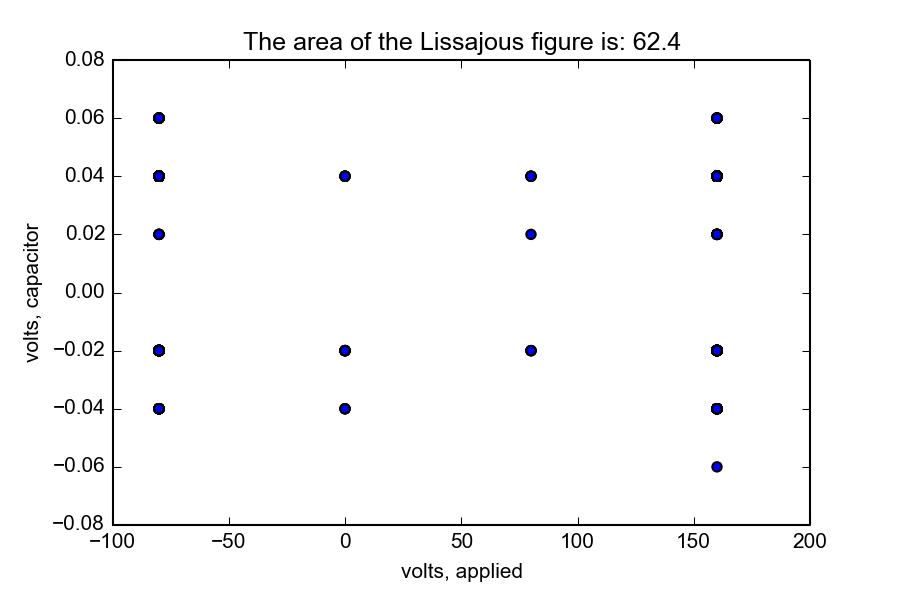 The area of the Lissajous figure is: 62.4
0.08
0.06
0.04
0.02
0.00
−0.02
−0.04
−0.06
−0.08
volts, capacitor
−100 −50 0 50 100 150 200
volts, applied